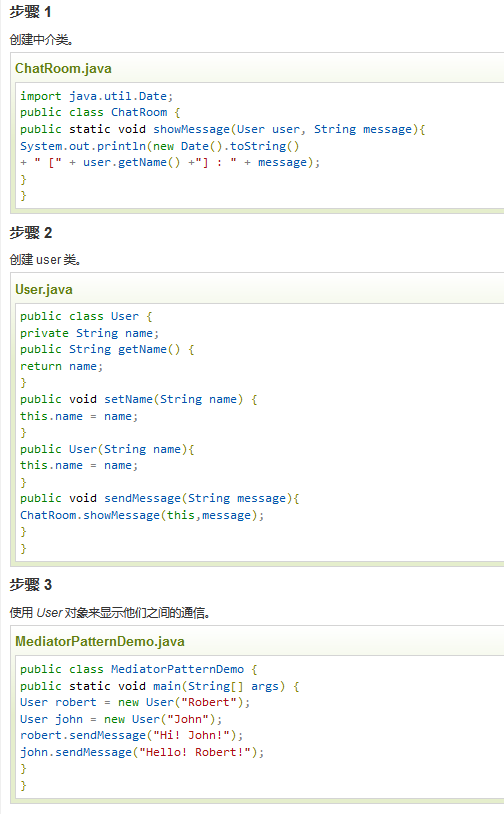 步骤 1
创建中介类。
ChatRoom.java
import java.util.Date;
public class ChatRoom {
public static void showMessage(User user, String message){
System.out.println(new Date().toString()
+ " [" + user.getName() +"] : " + message);
}
}
步骤 2
创建 user 类。
User.java
public class User {
private String name;
public String getName() {
return name;
}
public void setName(String name) {
this.name = name;
}
public User(String name){
this.name = name;
}
public void sendMessage(String message){
ChatRoom.showMessage(this,message);
}
}
步骤 3
使用 User 对象来显示他们之间的通信。
MediatorPatternDemo.java
public class MediatorPatternDemo {
public static void main(String[] args) {
User robert = new User("Robert");
User john = new User("John");
robert.sendMessage("Hi! John!");
john.sendMessage("Hello! Robert!");
}
}